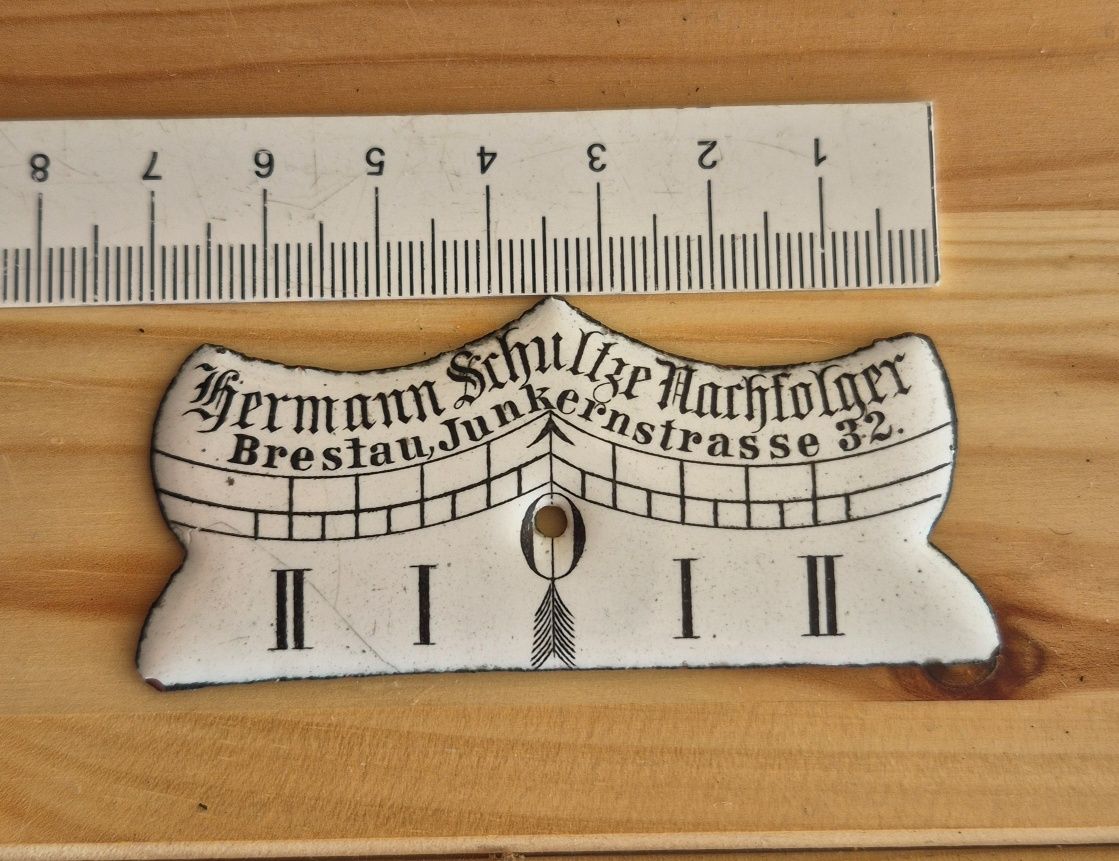 8 7 6 5 4 3 2 1
Hermann Schultze Nachfolger
Breslau, Junkernstrasse 32.
0
II I I II